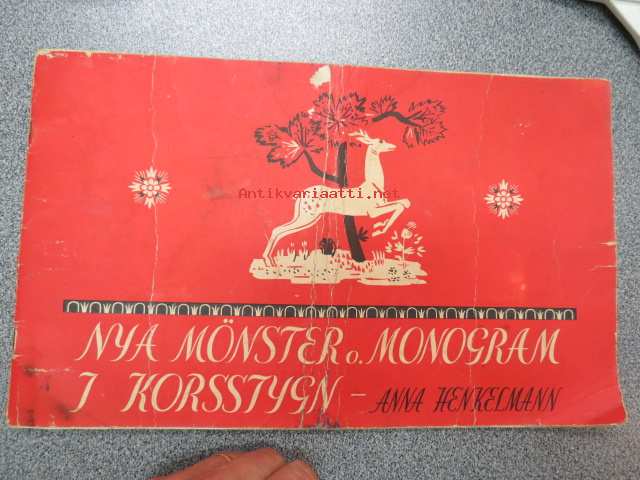 Antikvariaatti.net
NYA MÖNSTER o. MONOGRAM
I KORSSTYGN - ANNA HENKELMANN